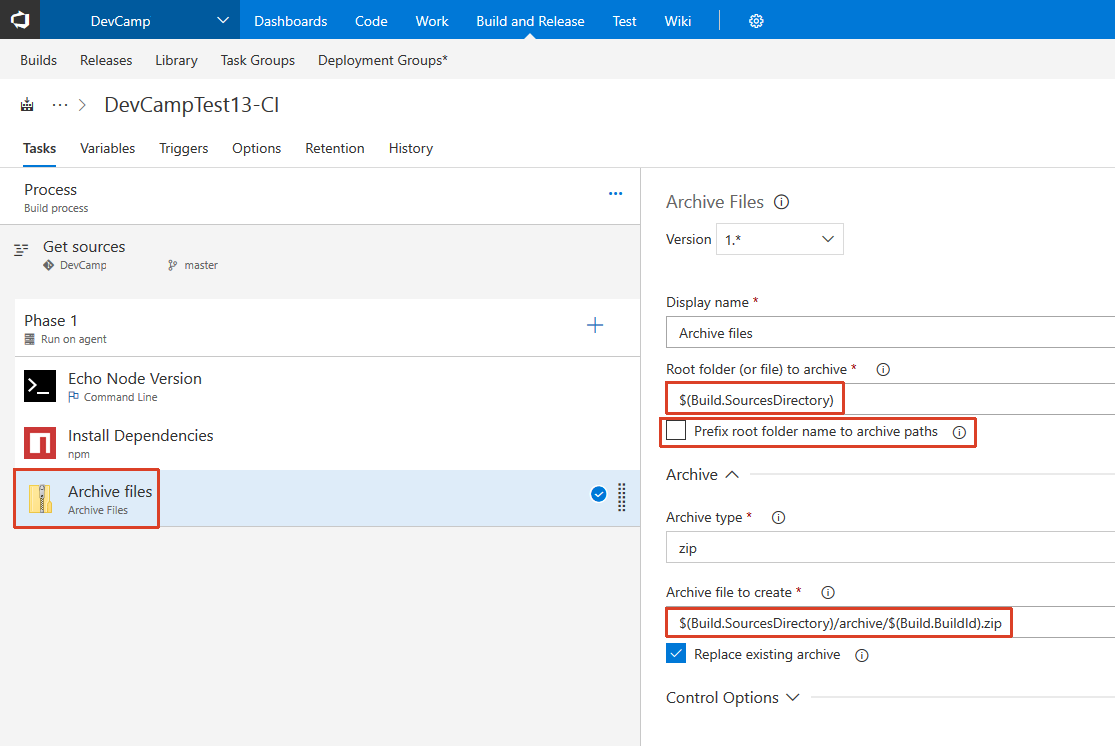 DevCamp Dashboards Code Work Build and Release Test Wiki
Builds Releases Library Task Groups Deployment Groups*
... > DevCampTest13-CI
Tasks Variables Triggers Options Retention History
Process
Build process
Get sources
DevCamp master
Phase 1
Run on agent
Echo Node Version
Command Line
Install Dependencies
npm
Archive files
Archive Files
Archive Files
Version 1.*
Display name *
Archive files
Root folder (or file) to archive *
$(Build.SourcesDirectory)
Prefix root folder name to archive paths
Archive
Archive type *
zip
Archive file to create *
$(Build.SourcesDirectory)/archive/$(Build.BuildId).zip
Replace existing archive
Control Options